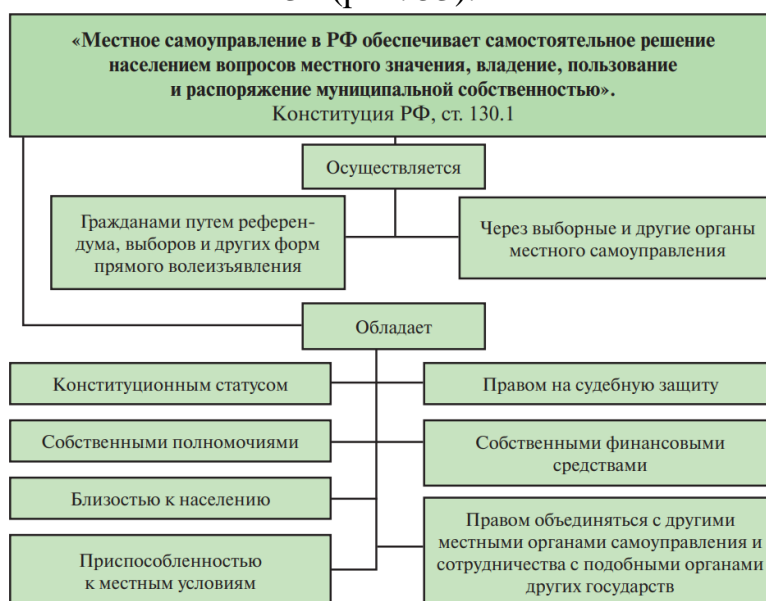 «Местное самоуправление в РФ обеспечивает самостоятельное решение
населением вопросов местного значения, владение, пользование
и распоряжение муниципальной собственностью».
Конституция РФ, ст. 130.1
Осуществляется
Гражданами путем референ-
дума, выборов и других форм
прямого волеизъявления
Через выборные и другие органы
местного самоуправления
Обладает
Конституционным статусом
Правом на судебную защиту
Собственными полномочиями
Собственными финансовыми
средствами
Близостью к населению
Правом объединяться с другими
местными органами самоуправления и
сотрудничества с подобными органами
других государств
Приспособленностью
к местным условиям